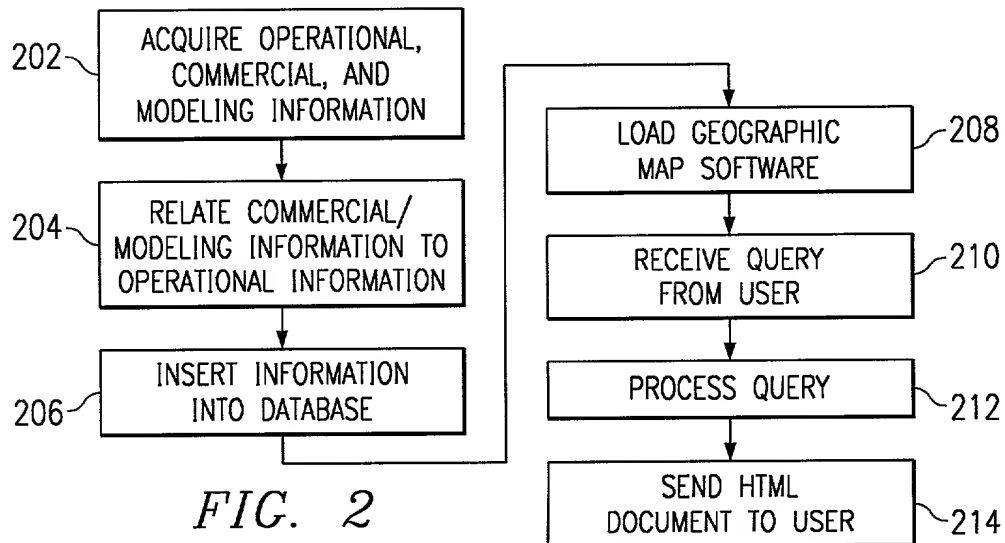 202
ACQUIRE OPERATIONAL,
COMMERCIAL, AND
MODELING INFORMATION
204
RELATE COMMERCIAL/
MODELING INFORMATION TO
OPERATIONAL INFORMATION
206
INSERT INFORMATION
INTO DATABASE
LOAD GEOGRAPHIC
MAP SOFTWARE
208
RECEIVE QUERY
FROM USER
210
PROCESS QUERY
212
SEND HTML
DOCUMENT TO USER
214
FIG. 2